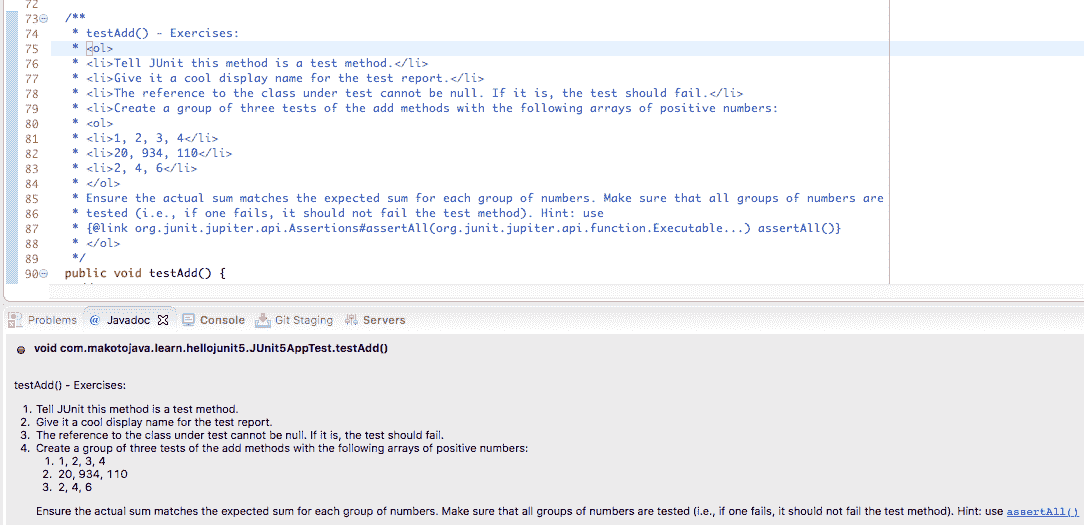 72
73 /**
74 * testAdd() - Exercises:
75 * <ol>
76 * <li>Tell JUnit this method is a test method.</li>
77 * <li>Give it a cool display name for the test report.</li>
78 * <li>The reference to the class under test cannot be null. If it is, the test should fail.</li>
79 * <li>Create a group of three tests of the add methods with the following arrays of positive numbers:
80 * <ol>
81 * <li>1, 2, 3, 4</li>
82 * <li>20, 934, 110</li>
83 * <li>2, 4, 6</li>
84 * </ol>
85 * Ensure the actual sum matches the expected sum for each group of numbers. Make sure that all groups of numbers are
86 * tested (i.e., if one fails, it should not fail the test method). Hint: use
87 * {@link org.junit.jupiter.api.Assertions#assertAll(org.junit.jupiter.api.function.Executable...) assertAll()}
88 * </ol>
89 */
90 public void testAdd() {
Problems @ Javadoc Console Git Staging Servers
void com.makotojava.learn.hellojunit5.JUnit5AppTest.testAdd()
testAdd() - Exercises:
1. Tell JUnit this method is a test method.
2. Give it a cool display name for the test report.
3. The reference to the class under test cannot be null. If it is, the test should fail.
4. Create a group of three tests of the add methods with the following arrays of positive numbers:
1. 1, 2, 3, 4
2. 20, 934, 110
3. 2, 4, 6
Ensure the actual sum matches the expected sum for each group of numbers. Make sure that all groups of numbers are tested (i.e., if one fails, it should not fail the test method). Hint: use assertAll()